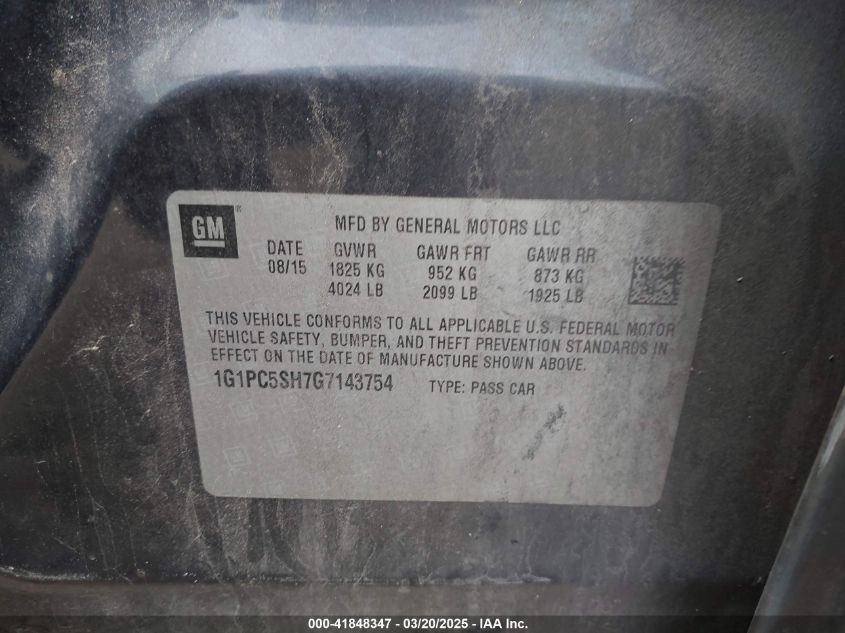 GM
MFD BY GENERAL MOTORS LLC
DATE GVWR GAWR FRT GAWR RR
08/15 1825 KG 952 KG 873 KG
4024 LB 2099 LB 1925 LB
THIS VEHICLE CONFORMS TO ALL APPLICABLE U.S. FEDERAL MOTOR
VEHICLE SAFETY, BUMPER, AND THEFT PREVENTION STANDARDS IN
EFFECT ON THE DATE OF MANUFACTURE SHOWN ABOVE.
1G1PC5SH7G7143754 TYPE: PASS CAR
000-41848347 - 03/20/2025 - IAA Inc.